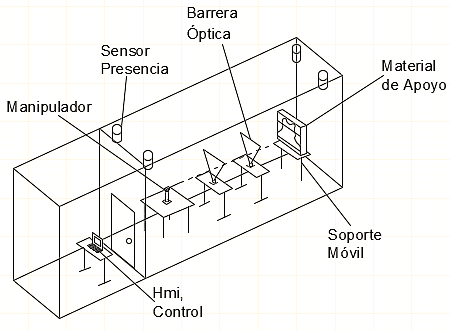 Barrera
Óptica
Sensor
Presencia
Material
de Apoyo
Manipulador
Soporte
Móvil
Hmi,
Control